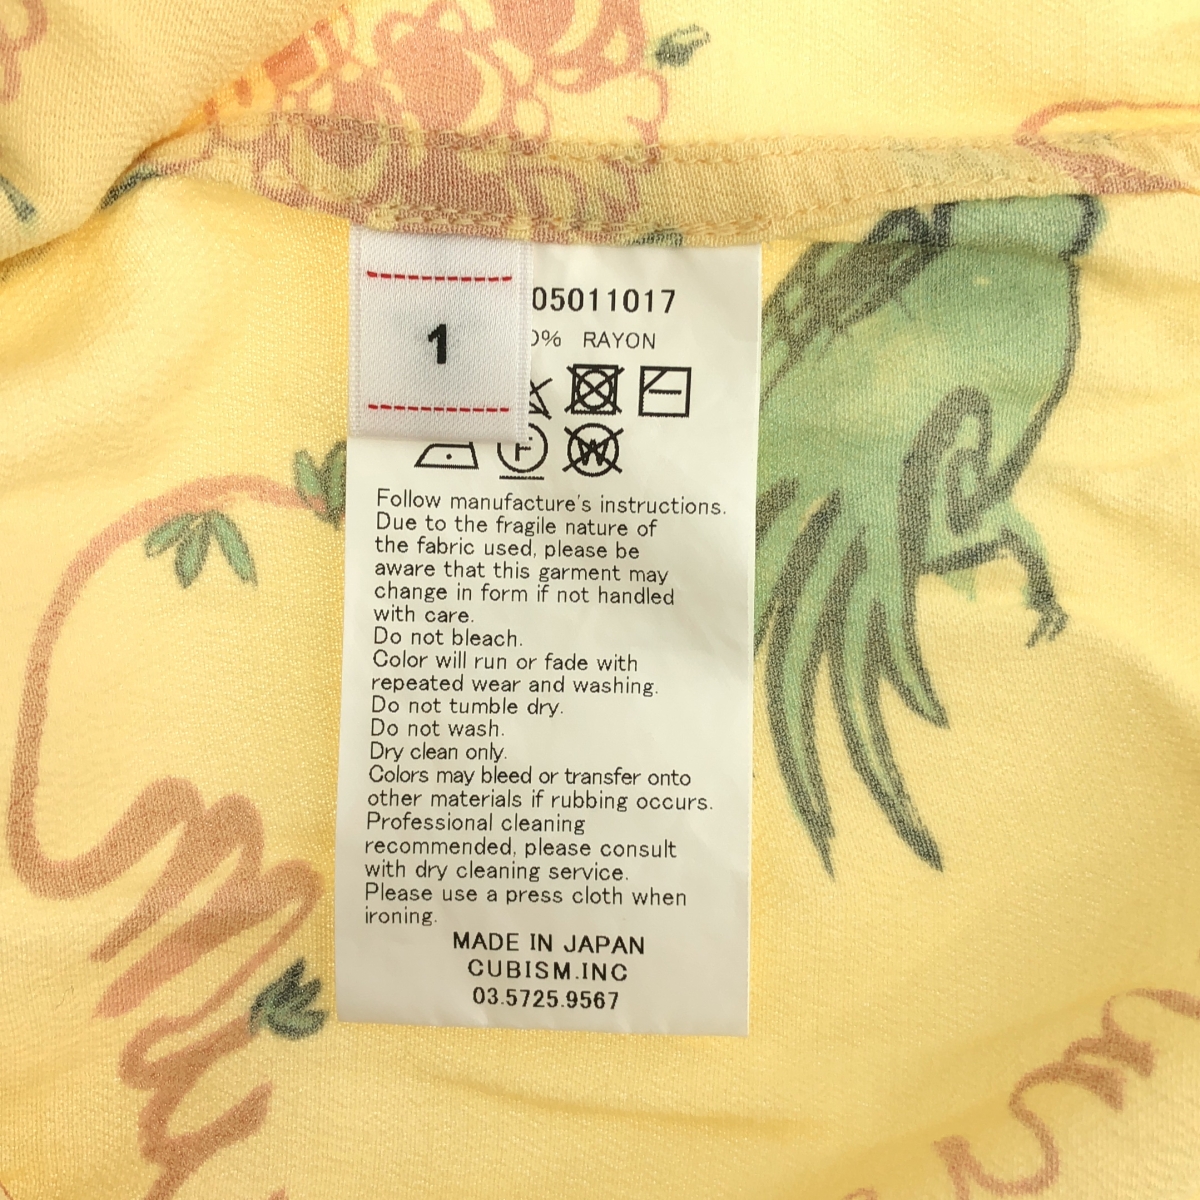 1
05011017
0% RAYON
F
W
Follow manufacture's instructions.
Due to the fragile nature of
the fabric used, please be
aware that this garment may
change in form if not handled
with care.
Do not bleach.
Color will run or fade with
repeated wear and washing.
Do not tumble dry.
Do not wash.
Dry clean only.
Colors may bleed or transfer onto
other materials if rubbing occurs.
Professional cleaning
recommended, please consult
with dry cleaning service.
Please use a press cloth when
ironing.
MADE IN JAPAN
CUBISM.INC
03.5725.9567